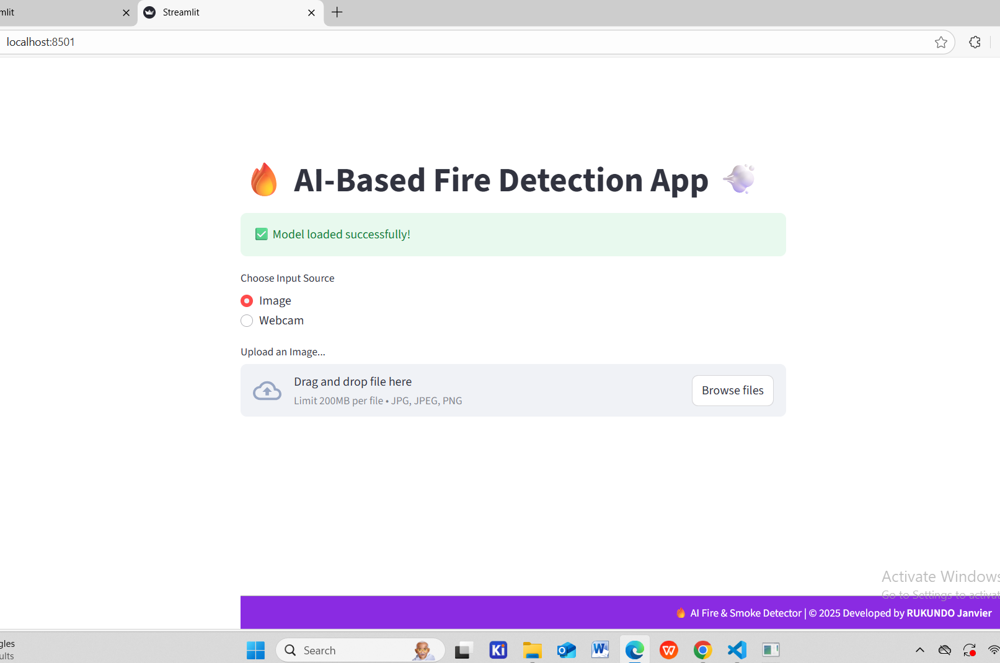 mlit
Streamlit
localhost:8501
AI-Based Fire Detection App
Model loaded successfully!
Choose Input Source
Image
Webcam
Upload an Image...
Drag and drop file here
Limit 200MB per file • JPG, JPEG, PNG
Browse files
Activate Windows
Go to Settings to activat
AI Fire & Smoke Detector | © 2025 Developed by RUKUNDO Janvier
gles
ults
Search
Ki